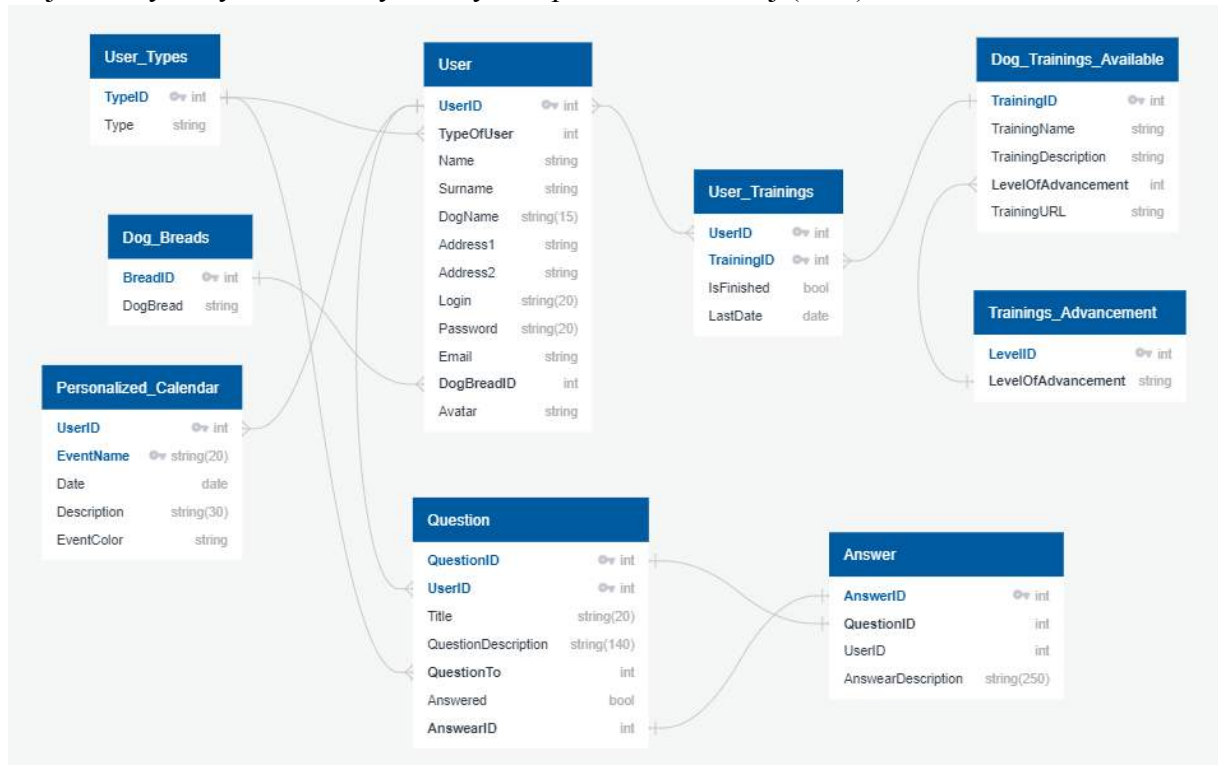 User_Types
TypeID int
Type string
Dog_Breads
BreadID int
DogBread string
Personalized_Calendar
UserID int
EventName string(20)
Date date
Description string(30)
EventColor string
User
UserID int
TypeOfUser int
Name string
Surname string
DogName string(15)
Address1 string
Address2 string
Login string(20)
Password string(20)
Email string
DogBreadID int
Avatar string
User_Trainings
UserID int
TrainingID int
IsFinished bool
LastDate date
Dog_Trainings_Available
TrainingID int
TrainingName string
TrainingDescription string
LevelOfAdvancement int
TrainingURL string
Trainings_Advancement
LevelID int
LevelOfAdvancement string
Question
QuestionID int
UserID int
Title string(20)
QuestionDescription string(140)
QuestionTo int
Answered bool
AnswearID int
Answer
AnswerID int
QuestionID int
UserID int
AnswearDescription string(250)